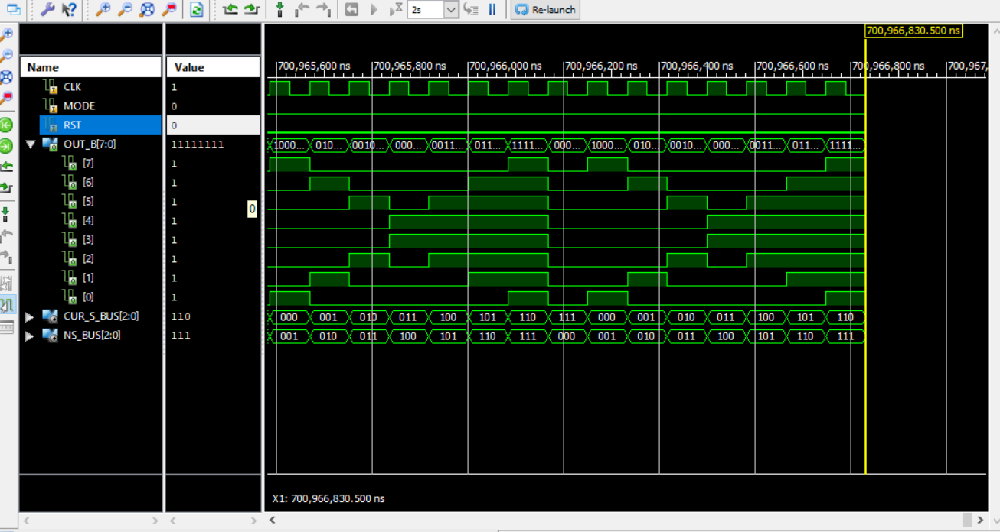 2s Re-launch
700,966,830.500 ns
Name Value
700,965,600 ns 700,965,800 ns 700,966,000 ns 700,966,200 ns 700,966,400 ns 700,966,600 ns 700,966,800 ns 700,967,
CLK 1
MODE 0
RST 0
OUT_B[7:0] 11111111 1000... 010... 0010... 000... 0011... 011... 1111... 000... 1000... 010... 0010... 000... 0011... 011... 1111...
[7] 1
[6] 1
[5] 1
0
[4] 1
[3] 1
[2] 1
[1] 1
[0] 1
CUR_S_BUS[2:0] 110 000 001 010 011 100 101 110 111 000 001 010 011 100 101 110
NS_BUS[2:0] 111 001 010 011 100 101 110 111 000 001 010 011 100 101 110 111
X1: 700,966,830.500 ns